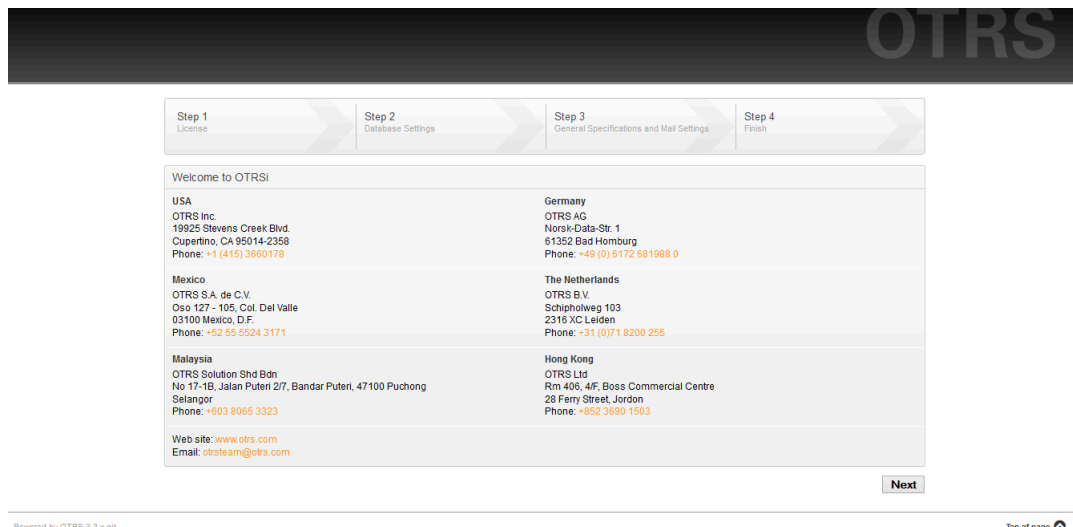 OTRS
Step 1
License
Step 2
Database Settings
Step 3
General Specifications and Mail Settings
Step 4
Finish
Welcome to OTRSi
USA
OTRS Inc.
19925 Stevens Creek Blvd.
Cupertino, CA 95014-2358
Phone: +1 (415) 3660178
Germany
OTRS AG
Norsk-Data-Str. 1
61352 Bad Homburg
Phone: +49 (0) 6172 681988 0
Mexico
OTRS S.A. de C.V.
Oso 127 - 105, Col. Del Valle
03100 Mexico, D.F.
Phone: +52 55 5524 3171
The Netherlands
OTRS B.V.
Schipholweg 103
2316 XC Leiden
Phone: +31 (0)71 8200 255
Malaysia
OTRS Solution Shd Bdn
No 17-1B, Jalan Puteri 2/7, Bandar Puteri, 47100 Puchong
Selangor
Phone: +603 8065 3323
Hong Kong
OTRS Ltd
Rm 406, 4/F, Boss Commercial Centre
28 Ferry Street, Jordon
Phone: +852 3690 1503
Web site: www.otrs.com
Email: otrsteam@otrs.com
Next
Powered by OTRS 3.3.x git
Top of page